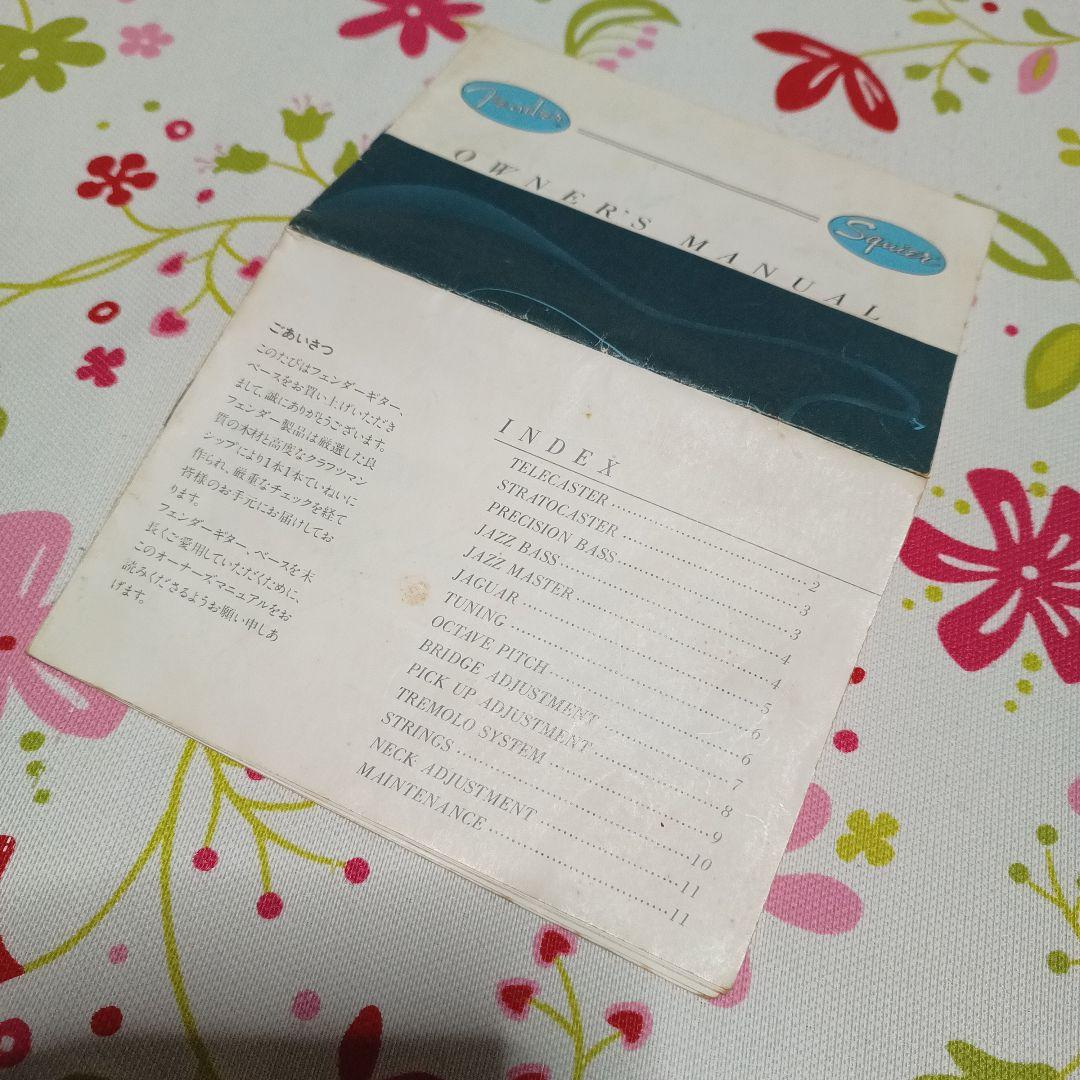 Fender
Squier
OWNER'S MANUAL
ごあいさつ
このたびはフェンダーギター、
ベースをお買い上げいただき
まして、誠にありがとうございます。
フェンダー製品は厳選した良
質の木材と高度なクラフツマン
シップにより1本1本ていねいに
作られ、厳重なチェックを経て
皆様のお手元にお届けしてお
ります。
フェンダーギター、ベースを末
長くご愛用していただくために、
このオーナーズマニュアルをお
読みくださるようお願い申しあ
げます。
INDEX
TELECASTER 2
STRATOCASTER 3
PRECISION BASS 3
JAZZ BASS 4
JAZZ MASTER 4
JAGUAR 5
TUNING 6
OCTAVE PITCH 6
BRIDGE ADJUSTMENT 7
PICK UP ADJUSTMENT 8
TREMOLO SYSTEM 9
STRINGS 10
NECK ADJUSTMENT 11
MAINTENANCE 11